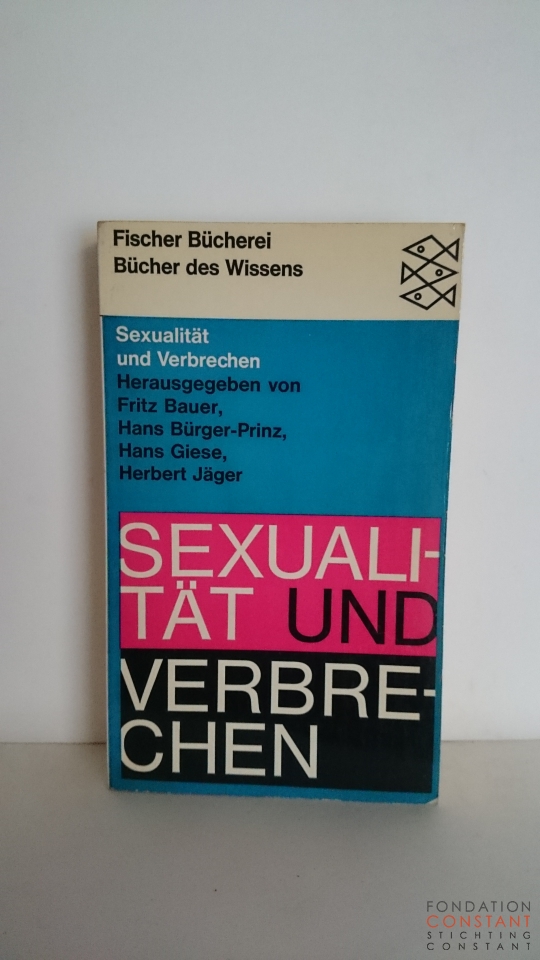 Fischer Bücherei
Bücher des Wissens
Sexualität
und Verbrechen
Herausgegeben von
Fritz Bauer,
Hans Bürger-Prinz,
Hans Giese,
Herbert Jäger
SEXUALI-
TÄT UND
VERBRE-
CHEN
FONDATION
CONSTANT
STICHTING
CONSTANT